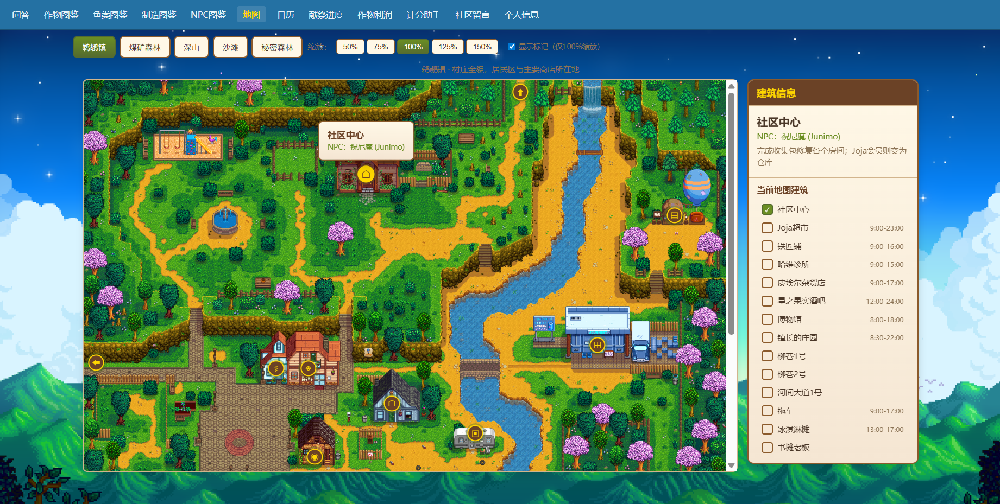 问答 作物图鉴 鱼类图鉴 制造图鉴 NPC图鉴 地图 日历 献祭进度 作物利润 计分助手 社区留言 个人信息
鹈鹕镇 煤矿森林 深山 沙滩 秘密森林 缩放： 50% 75% 100% 125% 150% 显示标记（仅100%缩放）
鹈鹕镇 · 村庄全貌，居民区与主要商店所在地
社区中心
NPC：祝尼魔 (Junimo)
建筑信息
社区中心
NPC：祝尼魔 (Junimo)
完成收集包修复各个房间；Joja会员则变为
仓库
当前地图建筑
社区中心
Joja超市 9:00-23:00
铁匠铺 9:00-16:00
哈维诊所 9:00-15:00
皮埃尔杂货店 9:00-17:00
星之果实酒吧 12:00-24:00
博物馆 8:00-18:00
镇长的庄园 8:30-22:00
柳巷1号
柳巷2号
河间大道1号
拖车 9:00-17:00
冰淇淋摊 13:00-17:00
书摊老板